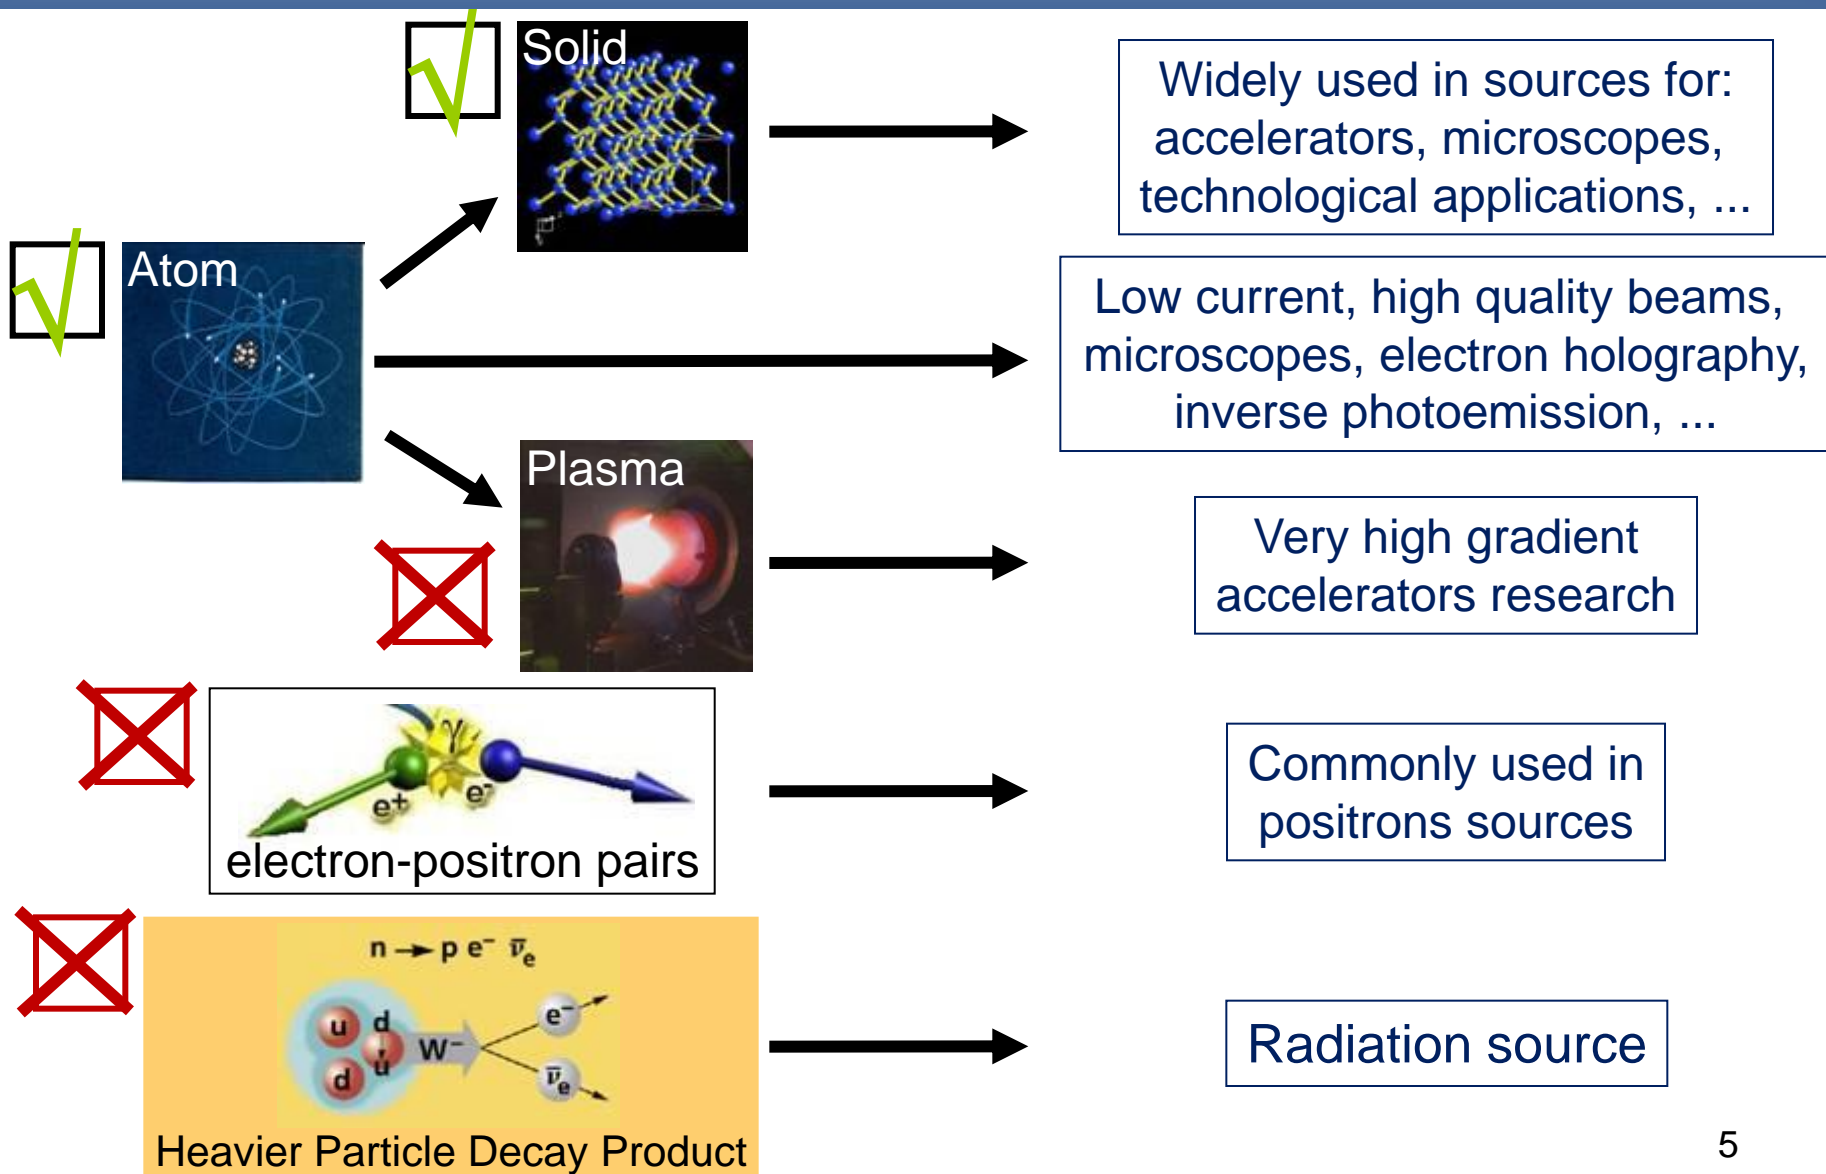 Solid
Widely used in sources for:
accelerators, microscopes,
technological applications, ...
Atom
Low current, high quality beams,
microscopes, electron holography,
inverse photoemission, ...
Plasma
Very high gradient
accelerators research
γ
e⁺ e⁻
electron-positron pairs
Commonly used in
positrons sources
n → p e⁻ ν̅ₑ
u d e⁻
W⁻
d u ν̅ₑ
Heavier Particle Decay Product
Radiation source
5